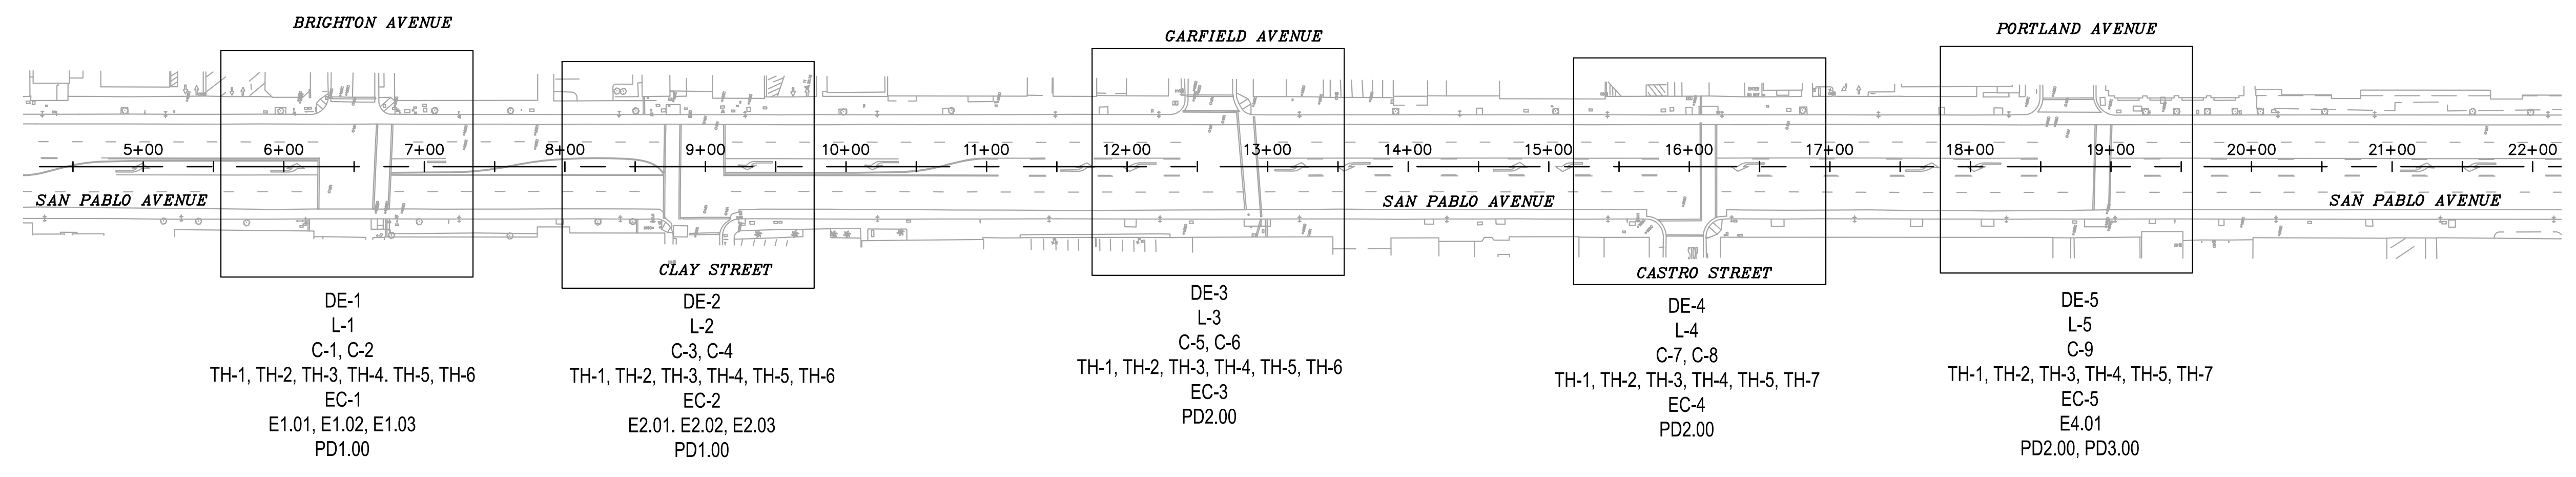 BRIGHTON AVENUE
GARFIELD AVENUE
PORTLAND AVENUE
5+00 6+00 7+00 8+00 9+00 10+00 11+00 12+00 13+00 14+00 15+00 16+00 17+00 18+00 19+00 20+00 21+00 22+00
SAN PABLO AVENUE
SAN PABLO AVENUE
SAN PABLO AVENUE
CLAY STREET
CASTRO STREET
DE-1
L-1
C-1, C-2
TH-1, TH-2, TH-3, TH-4. TH-5, TH-6
EC-1
E1.01, E1.02, E1.03
PD1.00
DE-2
L-2
C-3, C-4
TH-1, TH-2, TH-3, TH-4, TH-5, TH-6
EC-2
E2.01. E2.02, E2.03
PD1.00
DE-3
L-3
C-5, C-6
TH-1, TH-2, TH-3, TH-4, TH-5, TH-6
EC-3
PD2.00
DE-4
L-4
C-7, C-8
TH-1, TH-2, TH-3, TH-4, TH-5, TH-7
EC-4
PD2.00
DE-5
L-5
C-9
TH-1, TH-2, TH-3, TH-4, TH-5, TH-7
EC-5
E4.01
PD2.00, PD3.00